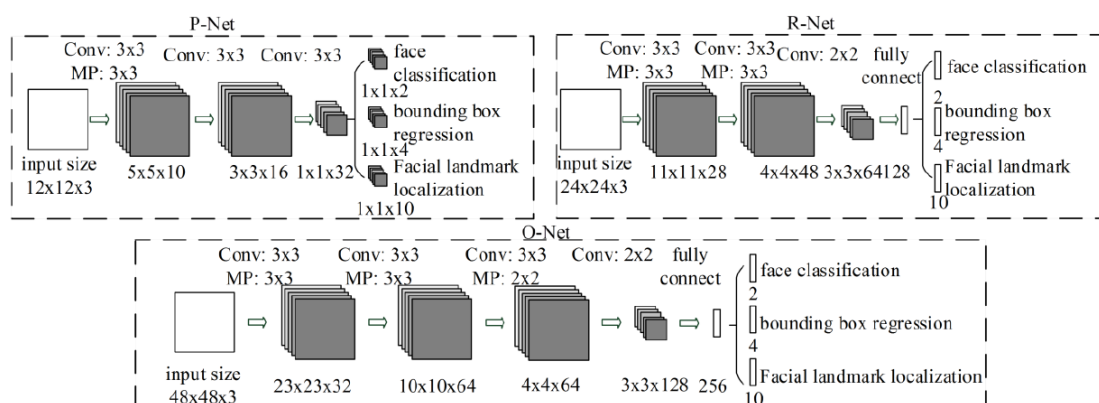 P-Net
Conv: 3x3
MP: 3x3
Conv: 3x3
Conv: 3x3
input size
12x12x3
5x5x10
3x3x16
1x1x32
face
classification
1x1x2
bounding box
regression
1x1x4
Facial landmark
localization
1x1x10
R-Net
Conv: 3x3
MP: 3x3
Conv: 3x3
MP: 3x3
Conv: 2x2
fully
connect
input size
24x24x3
11x11x28
4x4x48
3x3x64
128
face classification
2
bounding box
regression
4
Facial landmark
localization
10
O-Net
Conv: 3x3
MP: 3x3
Conv: 3x3
MP: 3x3
Conv: 3x3
MP: 2x2
Conv: 2x2
fully
connect
input size
48x48x3
23x23x32
10x10x64
4x4x64
3x3x128
256
face classification
2
bounding box regression
4
Facial landmark localization
10